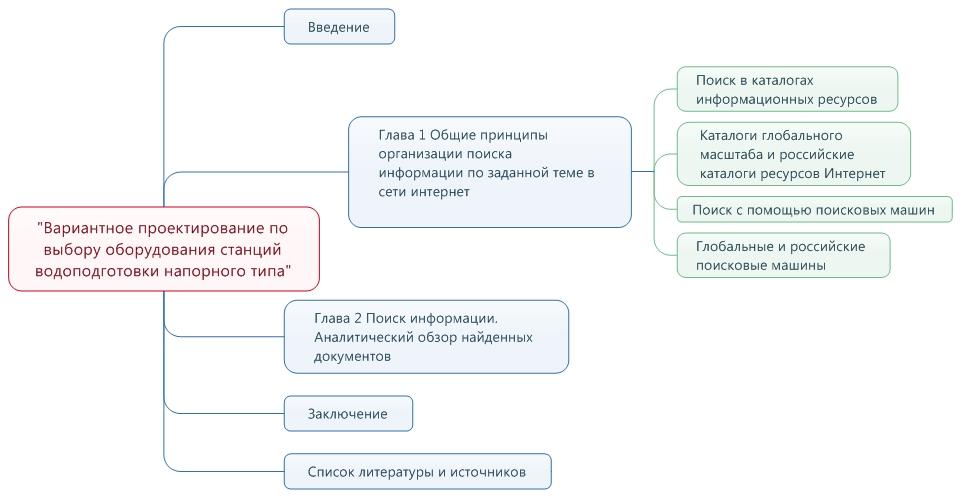 Введение
Глава 1 Общие принципы
организации поиска
информации по заданной теме в
сети интернет
Поиск в каталогах
информационных ресурсов
Каталоги глобального
масштаба и российские
каталоги ресурсов Интернет
Поиск с помощью поисковых машин
Глобальные и российские
поисковые машины
"Вариантное проектирование по
выбору оборудования станций
водоподготовки напорного типа"
Глава 2 Поиск информации.
Аналитический обзор найденных
документов
Заключение
Список литературы и источников